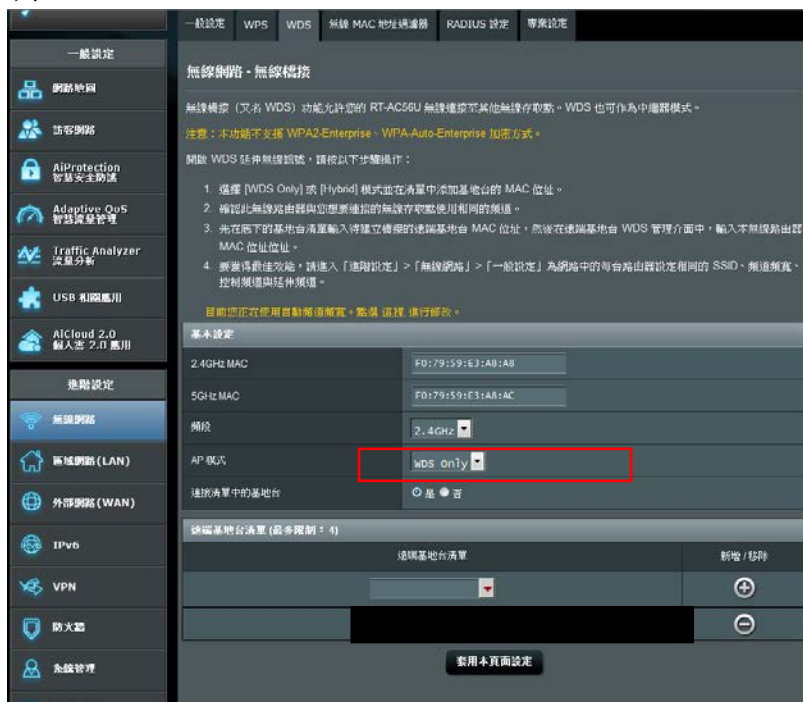 一般設定 WPS WDS 無線 MAC 地址過濾器 RADIUS 設定 專業設定
一般設定
網路地圖
訪客網路
AiProtection
智慧安全防護
Adaptive QoS
智慧流量管理
Traffic Analyzer
流量分析
USB 相關應用
AiCloud 2.0
個人雲 2.0 應用
進階設定
無線網路
區域網路(LAN)
外部網路(WAN)
IPv6
VPN
防火牆
系統管理
無線網路 - 無線橋接
無線橋接（又名 WDS）功能允許您的 RT-AC56U 無線連接至其他無線存取點。WDS 也可作為中繼器模式。
注意：本功能不支援 WPA2-Enterprise、WPA-Auto-Enterprise 加密方式。
開啟 WDS 延伸無線訊號，請按以下步驟操作：
1. 選擇 [WDS Only] 或 [Hybrid] 模式並在清單中添加基地台的 MAC 位址。
2. 確認此無線路由器與您想要連接的無線存取點使用相同的頻道。
3. 先在底下的基地台清單輸入待建立橋接的遠端基地台 MAC 位址，然後在遠端基地台 WDS 管理介面中，輸入本無線路由器
MAC 位址位址。
4. 要獲得最佳效能，請進入「進階設定」>「無線網路」>「一般設定」為網路中的每台路由器設定相同的 SSID、頻道頻寬、
控制頻道與延伸頻道。
目前您正在使用自動頻道頻寬。點選 這裡 進行修改。
基本設定
2.4GHz MAC F0:79:59:E3:A8:A8
5GHz MAC F0:79:59:E3:A8:AC
頻段 2.4GHz
AP 模式 WDS Only
連接清單中的基地台 是 否
遠端基地台清單 (最多限制：4)
遠端基地台清單 新增 / 移除
套用本頁面設定